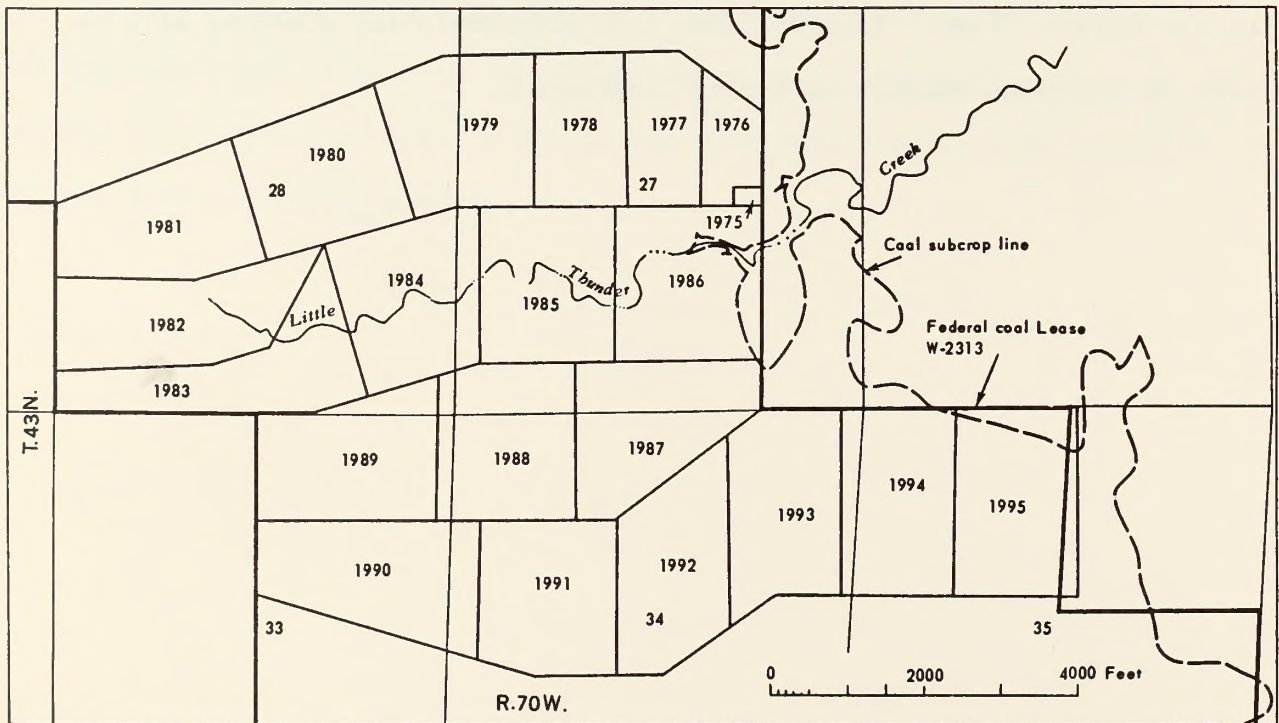 Creek
1979
1978
1977
1976
1980
28
27
1981
1975
Coal subcrop line
1984
Thunder
1986
1985
1982
Little
Federal coal Lease
W-2313
1983
T.43N.
1989
1988
1987
1994
1993
1995
1990
1991
1992
33
34
35
0 2000 4000 Feet
R.70W.